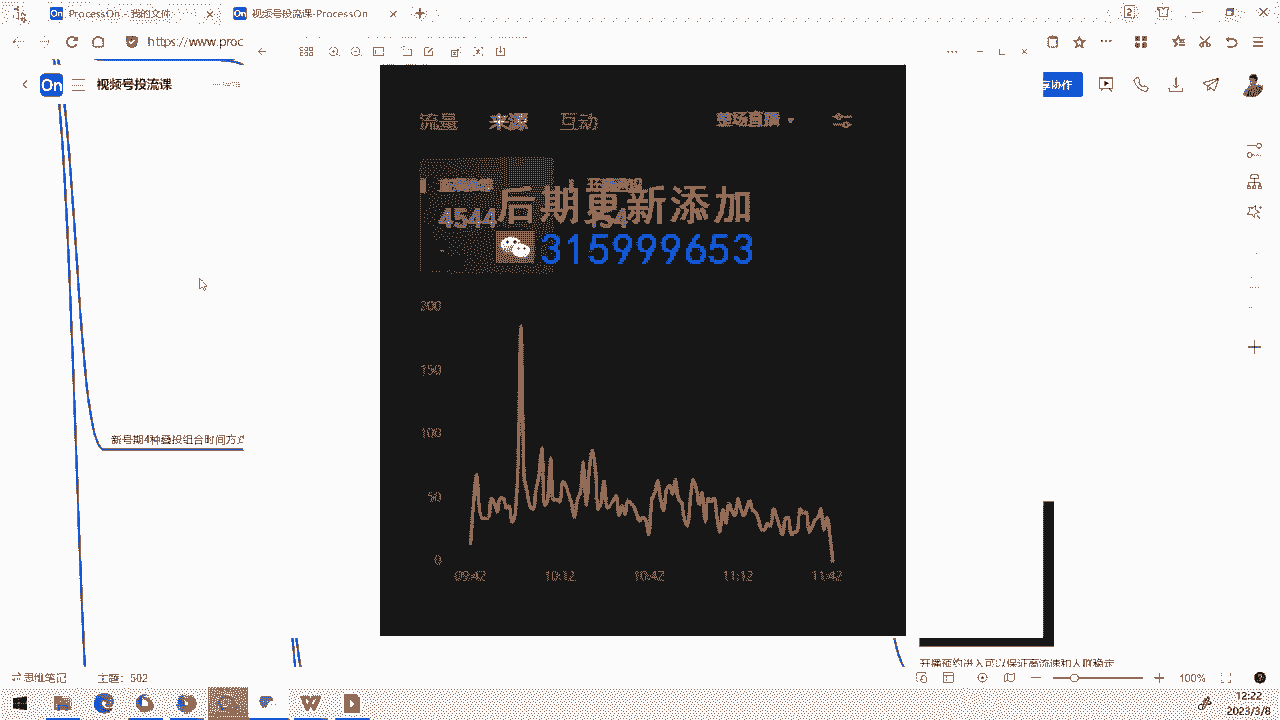 ProcessOn - 我的文件
视频号投流课-ProcessOn
https://www.proc
On
视频号投流课
享协作
流量
来源
互动
整场直播
4544
154
后期更新添加
315999653
200
150
100
50
0
09:42
10:12
10:42
11:12
11:42
新号期4种叠投组合时间方式
开播预约进入可以保证高流速和人群稳定
思维笔记
主题：502
100%
12:22
2023/3/8